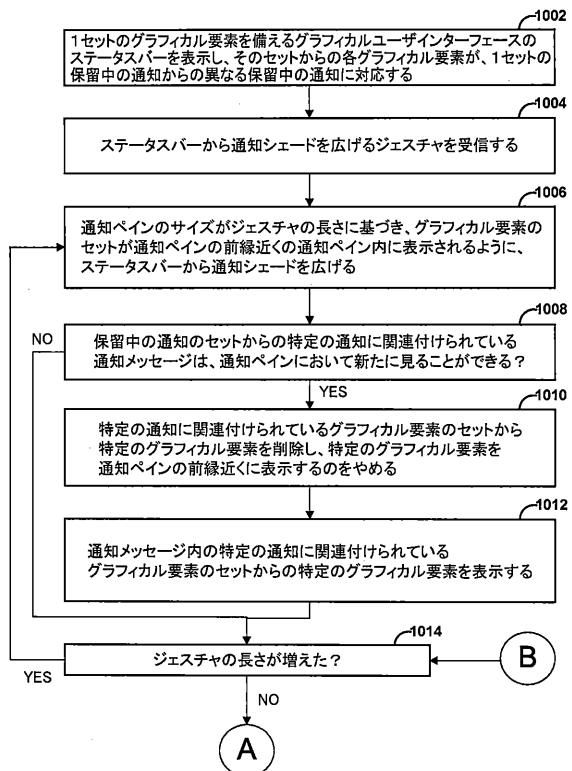 1002
1セットのグラフィカル要素を備えるグラフィカルユーザインターフェースの
ステータスバーを表示し、そのセットからの各グラフィカル要素が、1セットの
保留中の通知からの異なる保留中の通知に対応する
1004
ステータスバーから通知シェードを広げるジェスチャを受信する
1006
通知ペインのサイズがジェスチャの長さに基づき、グラフィカル要素の
セットが通知ペインの前縁近くの通知ペイン内に表示されるように、
ステータスバーから通知シェードを広げる
1008
保留中の通知のセットからの特定の通知に関連付けられている
通知メッセージは、通知ペインにおいて新たに見ることができる?
NO
YES
1010
特定の通知に関連付けられているグラフィカル要素のセットから
特定のグラフィカル要素を削除し、特定のグラフィカル要素を
通知ペインの前縁近くに表示するのをやめる
1012
通知メッセージ内の特定の通知に関連付けられている
グラフィカル要素のセットからの特定のグラフィカル要素を表示する
1014
ジェスチャの長さが増えた?
YES
B
NO
A